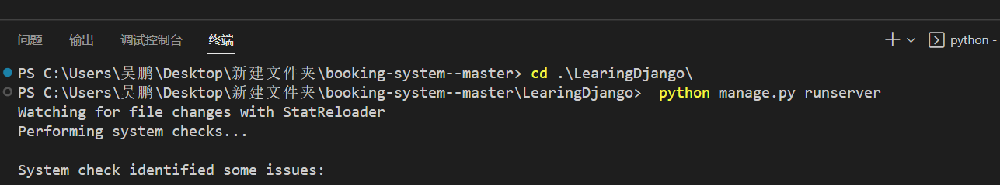 问题 输出 调试控制台 终端 python -
PS C:\Users\吴鹏\Desktop\新建文件夹\booking-system--master> cd .\LearingDjango\
PS C:\Users\吴鹏\Desktop\新建文件夹\booking-system--master\LearingDjango>  python manage.py runserver
Watching for file changes with StatReloader
Performing system checks...
System check identified some issues: